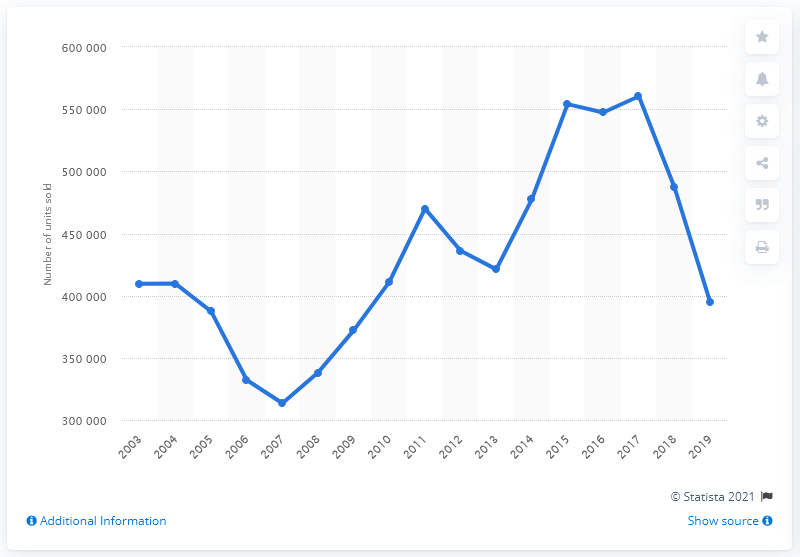 600 000
550 000
500 000
450 000
400 000
350 000
300 000
Number of units sold
2003 2004 2005 2006 2007 2008 2009 2010 2011 2012 2013 2014 2015 2016 2017 2018 2019
© Statista 2021
Additional Information
Show source